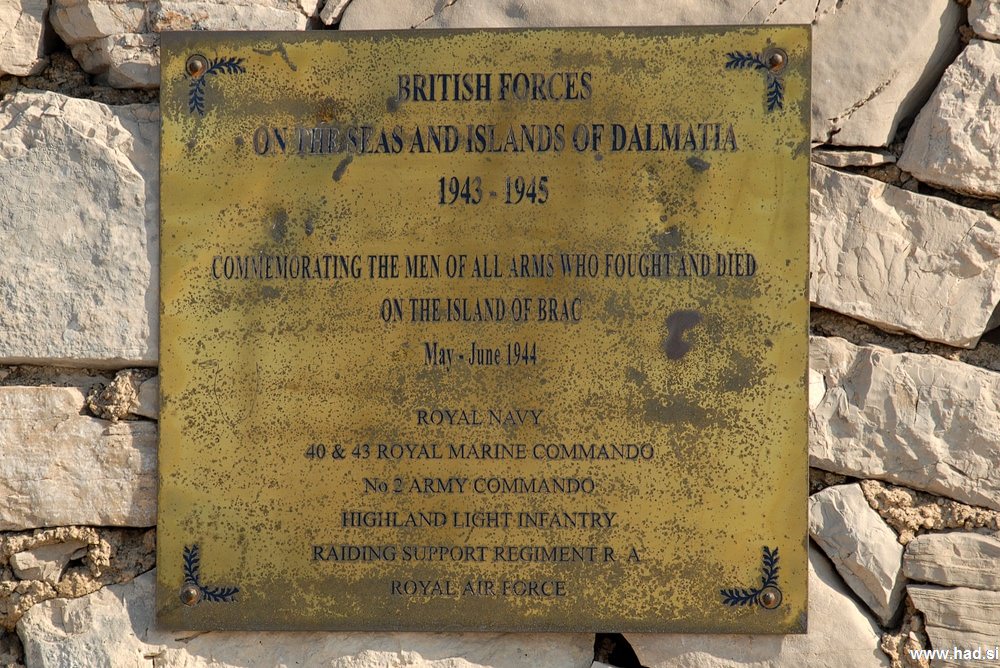 BRITISH FORCES
ON THE SEAS AND ISLANDS OF DALMATIA
1943 - 1945
COMMEMORATING THE MEN OF ALL ARMS WHO FOUGHT AND DIED
ON THE ISLAND OF BRAC
May - June 1944
ROYAL NAVY
40 & 43 ROYAL MARINE COMMANDO
No 2 ARMY COMMANDO
HIGHLAND LIGHT INFANTRY
RAIDING SUPPORT REGIMENT R A
ROYAL AIR FORCE
www.had.si